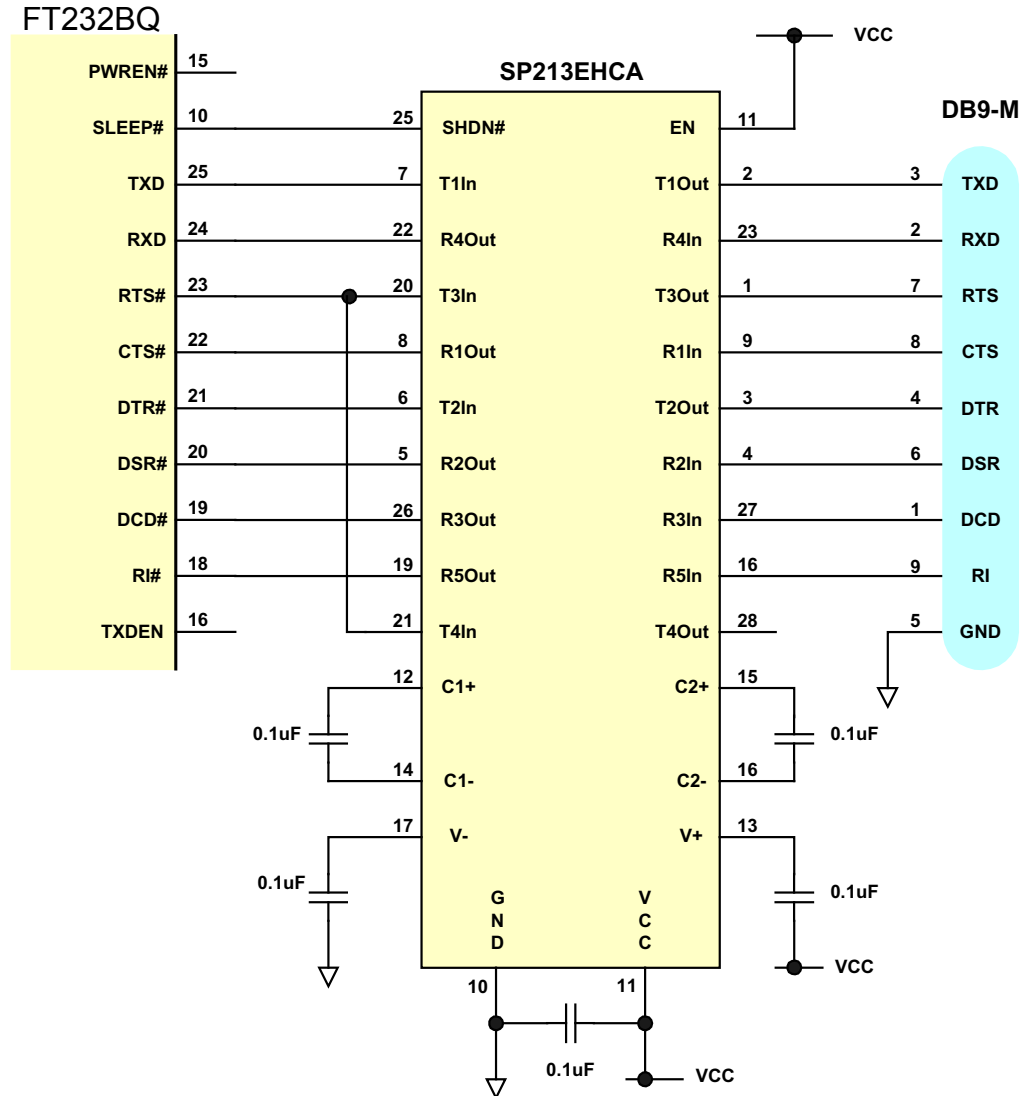 FT232BQ
SP213EHCA
VCC
DB9-M
PWREN# 15
SLEEP# 10 25 SHDN# EN 11
TXD 25 7 T1In T1Out 2 3 TXD
RXD 24 22 R4Out R4In 23 2 RXD
RTS# 23 20 T3In T3Out 1 7 RTS
CTS# 22 8 R1Out R1In 9 8 CTS
DTR# 21 6 T2In T2Out 3 4 DTR
DSR# 20 5 R2Out R2In 4 6 DSR
DCD# 19 26 R3Out R3In 27 1 DCD
RI# 18 19 R5Out R5In 16 9 RI
TXDEN 16 21 T4In T4Out 28 5 GND
12 C1+ C2+ 15
0.1uF 0.1uF
14 C1- C2- 16
17 V- V+ 13
0.1uF 0.1uF
GND VCC
VCC
10 11
0.1uF VCC